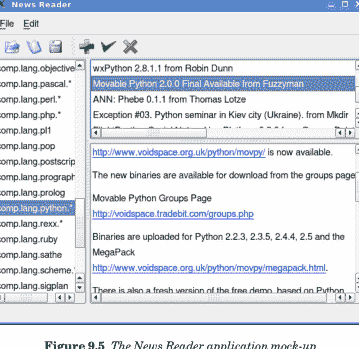 News Reader
File Edit
comp.lang.objective
comp.lang.pascal.*
comp.lang.perl.*
comp.lang.php.*
comp.lang.pl1
comp.lang.pop
comp.lang.postscrip
comp.lang.prograph
comp.lang.prolog
comp.lang.python.*
comp.lang.rexx.*
comp.lang.ruby
comp.lang.sathe
comp.lang.scheme.
comp.lang.sigplan
wxPython 2.8.1.1 from Robin Dunn
Movable Python 2.0.0 Final Available from Fuzzyman
ANN: Phebe 0.1.1 from Thomas Lotze
Exception #03. Python seminar in Kiev city (Ukraine). from Mkdir
http://www.voidspace.org.uk/python/movpy/ is now available.
The new binaries are available for download from the groups page
Movable Python Groups Page
http://voidspace.tradebit.com/groups.php
Binaries are uploaded for Python 2.2.3, 2.3.5, 2.4.4, 2.5 and the
MegaPack
http://www.voidspace.org.uk/python/movpy/megapack.html.
There is also a fresh version of the free demo, based on Python
Figure 9.5 The News Reader application mock-up